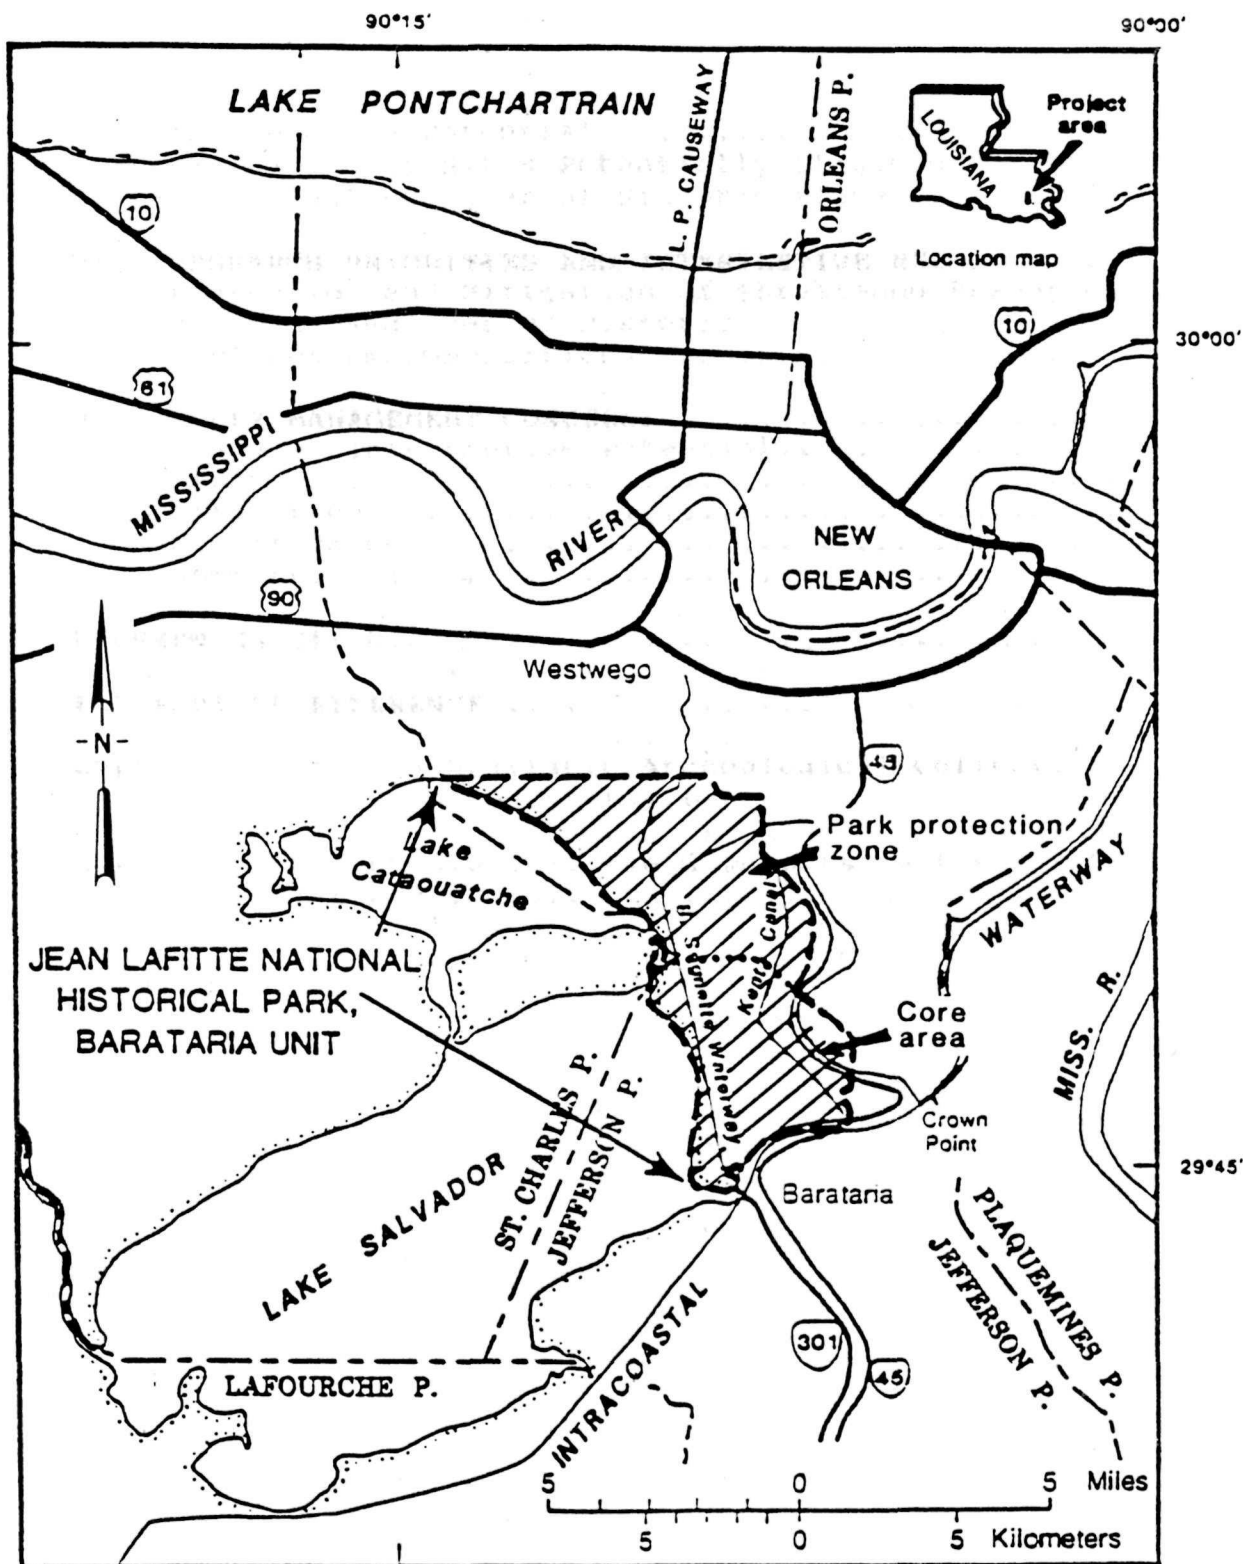 90°15'
90°00'
LAKE PONTCHARTRAIN
L. P. CAUSEWAY
ORLEANS P.
LOUISIANA
Project
area
Location map
10
10
30°00'
61
MISSISSIPPI
RIVER
NEW
ORLEANS
90
Westwego
-N-
45
Park protection
zone
Lake
Cataouatche
WATERWAY
JEAN LAFITTE NATIONAL
HISTORICAL PARK,
BARATARIA UNIT
Waterway
Core
area
MISS. R.
Crown
Point
29°45'
Barataria
ST. CHARLES P.
JEFFERSON P.
LAKE SALVADOR
PLAQUEMINES P.
JEFFERSON P.
301
45
LAFOURCHE P.
INTRACOASTAL
5 0 5 Miles
5 0 5 Kilometers